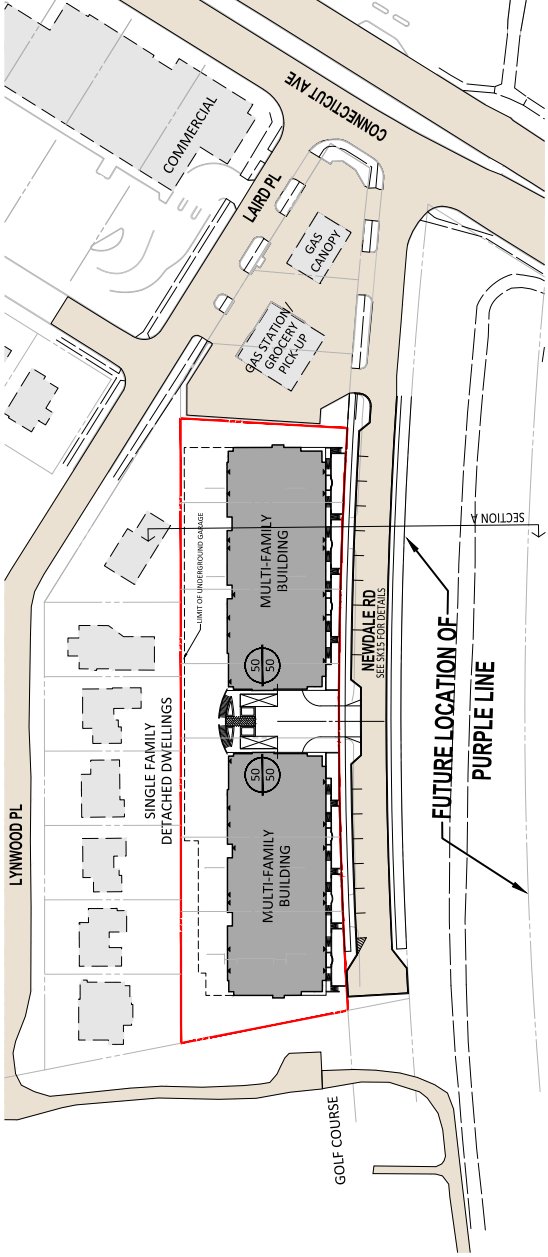 CONNECTICUT AVE
COMMERCIAL
LAIRD PL
GAS
CANOPY
GAS STATION/
GROCERY
PICK-UP
LIMIT OF UNDERGROUND GARAGE
SECTION A
MULTI-FAMILY
BUILDING
NEWDALE RD
SEE SK15 FOR DETAILS
50
50
FUTURE LOCATION OF
PURPLE LINE
SINGLE FAMILY
DETACHED DWELLINGS
LYNWOOD PL
50
50
MULTI-FAMILY
BUILDING
GOLF COURSE